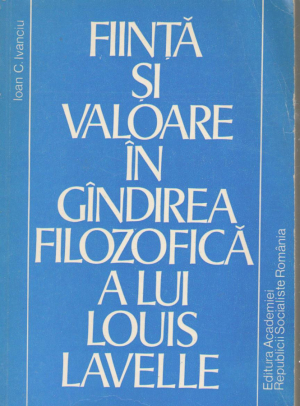 Ioan C. Ivanciu
FIINȚĂ
ȘI
VALOARE
ÎN
GÎNDIREA
FILOZOFICĂ
A LUI
LOUIS
LAVELLE
Editura Academiei
Republicii Socialiste România